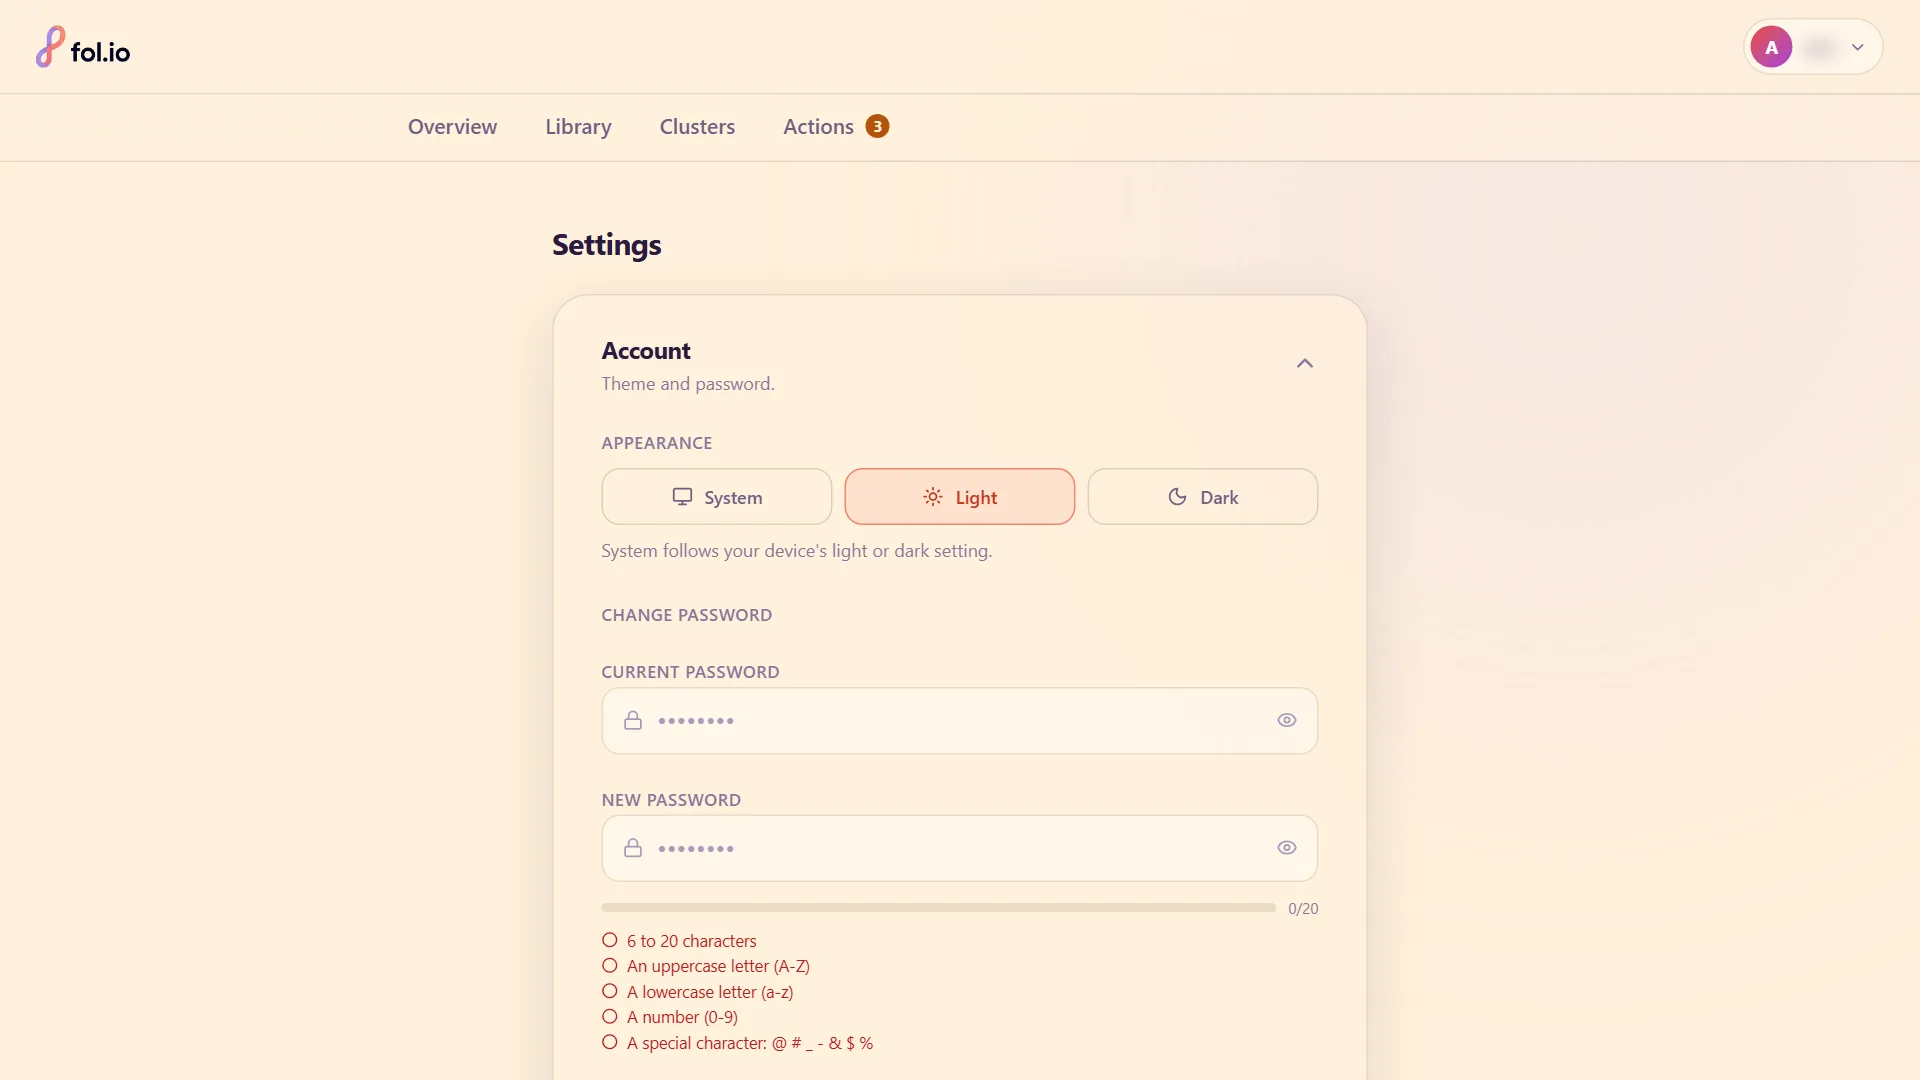 fol.io
A
Overview Library Clusters Actions 3
Settings
Account
Theme and password.
APPEARANCE
System Light Dark
System follows your device's light or dark setting.
CHANGE PASSWORD
CURRENT PASSWORD
••••••••
NEW PASSWORD
••••••••
0/20
6 to 20 characters
An uppercase letter (A-Z)
A lowercase letter (a-z)
A number (0-9)
A special character: @ # _ - & $ %